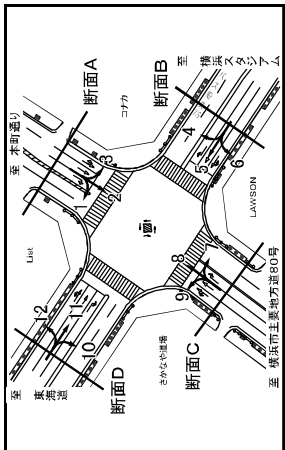 至 本町通り
断面A
コナカ
断面B
至 横浜スタジアム
List
3
2
1
4
5
6
LAWSON
12
11
10
9
8
7
至 東海道
断面D
さかなや道場
断面C
至 横浜市主要地方道80号